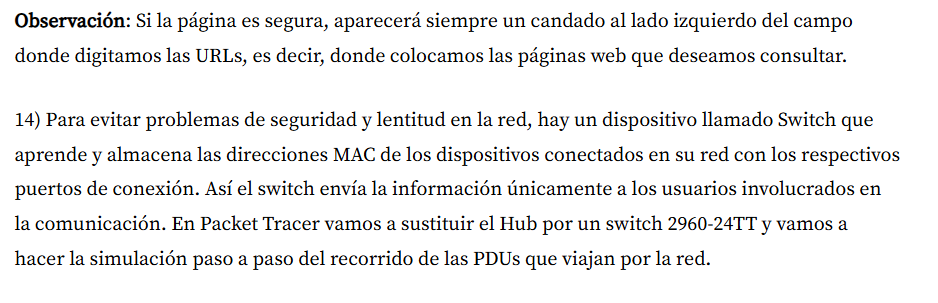 Observación: Si la página es segura, aparecerá siempre un candado al lado izquierdo del campo
donde digitamos las URLs, es decir, donde colocamos las páginas web que deseamos consultar.
14) Para evitar problemas de seguridad y lentitud en la red, hay un dispositivo llamado Switch que
aprende y almacena las direcciones MAC de los dispositivos conectados en su red con los respectivos
puertos de conexión. Así el switch envía la información únicamente a los usuarios involucrados en
la comunicación. En Packet Tracer vamos a sustituir el Hub por un switch 2960-24TT y vamos a
hacer la simulación paso a paso del recorrido de las PDUs que viajan por la red.